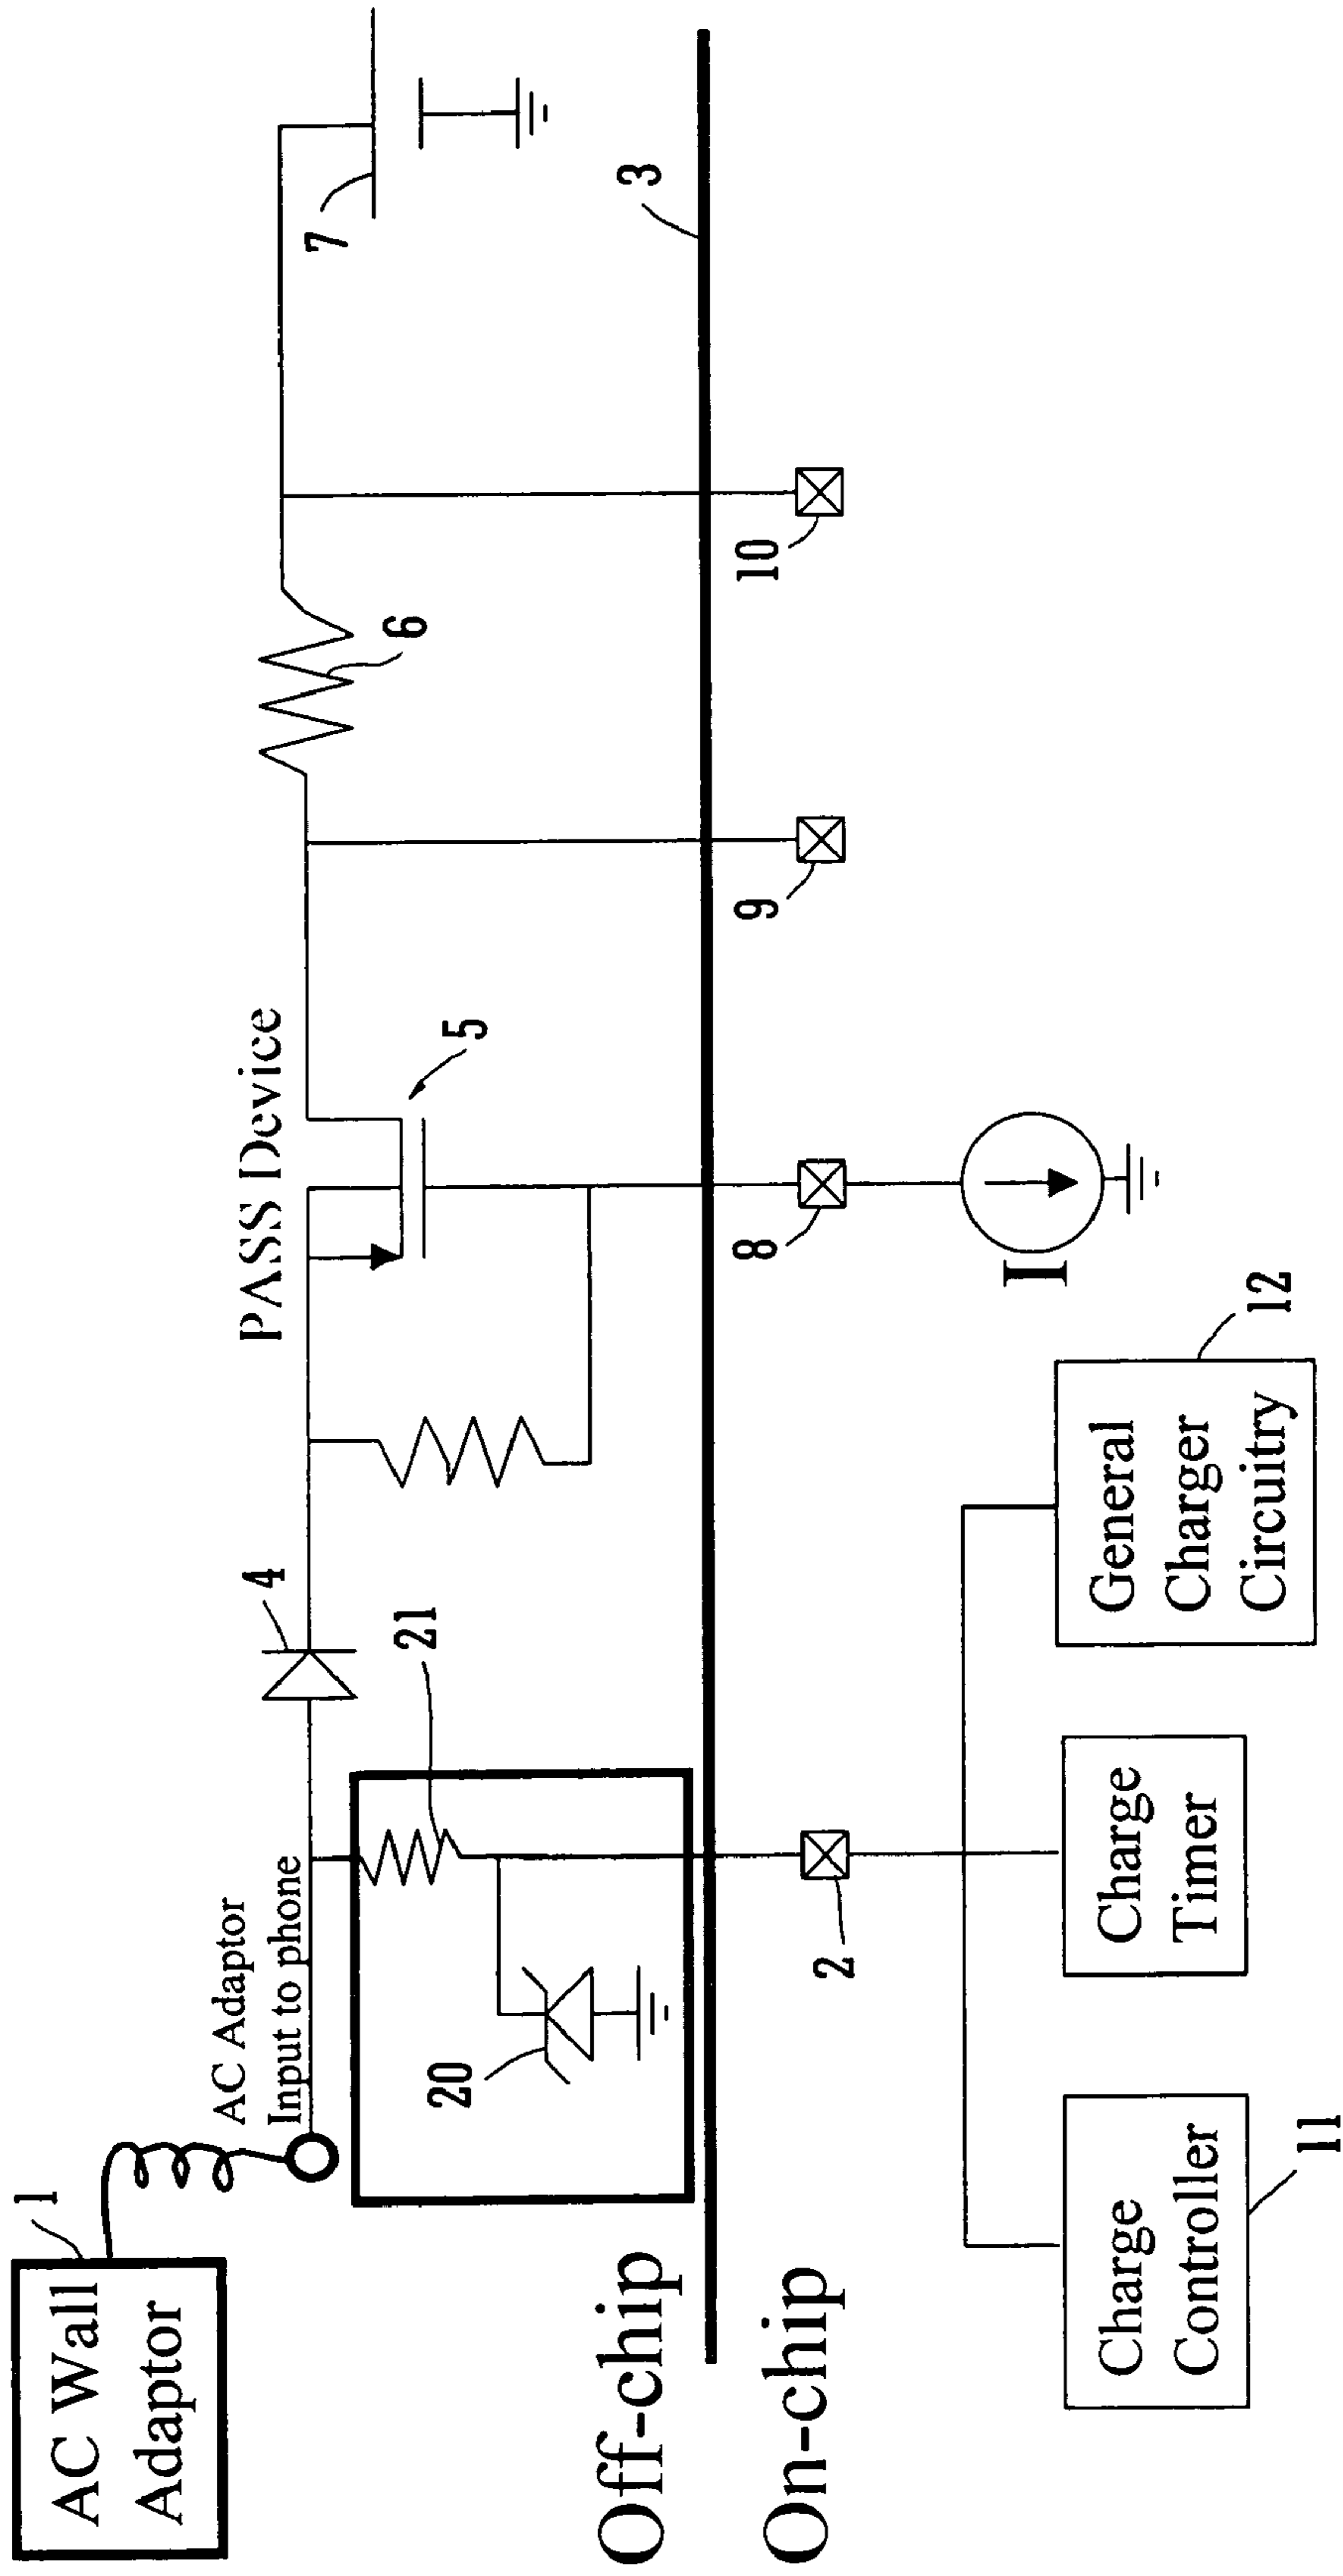 1
AC Wall
Adaptor
AC Adaptor
Input to phone
4
PASS Device
5
6
7
21
20
3
Off-chip
On-chip
2
8
9
10
I
Charge
Controller
11
Charge
Timer
General
Charger
Circuitry
12